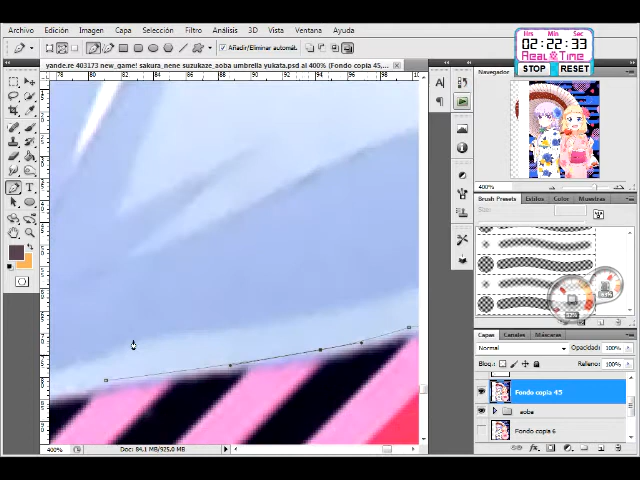 Archivo Edición Imagen Capa Selección Filtro Análisis 3D Vista Ventana Ayuda
Hrs Min Sec
02:22:33
Real Time
STOP RESET
Añadir/Eliminar automát.
yande.re 403173 new_game! sakura_nene suzukaze_aoba umbrella yukata.psd al 400% (Fondo copia 45,...
Navegador
400%
Brush Presets Estilos Color Muestras
Capas Canales Máscaras
Normal Opacidad: 100%
Bloq.: Relleno: 100%
Fondo copia 45
aoba
Fondo copia 6
400% Doc: 84,1 MB/925,0 MB